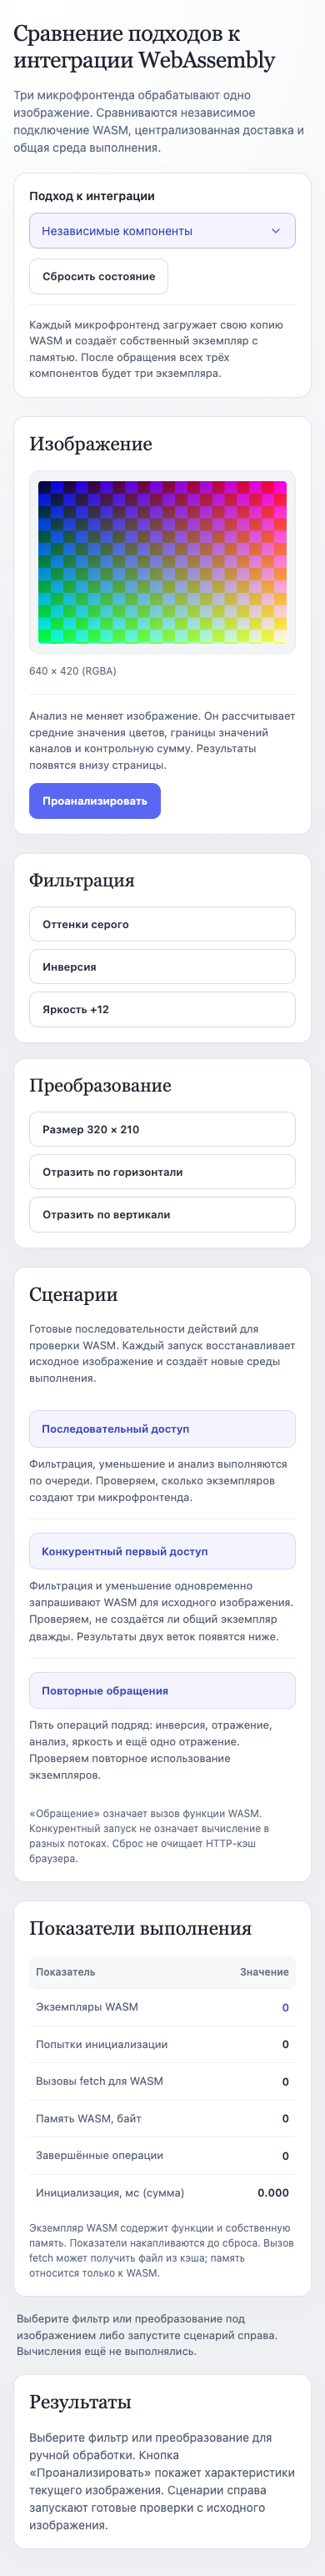 Сравнение подходов к
интеграции WebAssembly
Три микрофронтенда обрабатывают одно
изображение. Сравниваются независимое
подключение WASM, централизованная доставка и
общая среда выполнения.
Подход к интеграции
Независимые компоненты
Сбросить состояние
Каждый микрофронтенд загружает свою копию
WASM и создаёт собственный экземпляр с
памятью. После обращения всех трёх
компонентов будет три экземпляра.
Изображение
640 × 420 (RGBA)
Анализ не меняет изображение. Он рассчитывает
средние значения цветов, границы значений
каналов и контрольную сумму. Результаты
появятся внизу страницы.
Проанализировать
Фильтрация
Оттенки серого
Инверсия
Яркость +12
Преобразование
Размер 320 × 210
Отразить по горизонтали
Отразить по вертикали
Сценарии
Готовые последовательности действий для
проверки WASM. Каждый запуск восстанавливает
исходное изображение и создаёт новые среды
выполнения.
Последовательный доступ
Фильтрация, уменьшение и анализ выполняются
по очереди. Проверяем, сколько экземпляров
создают три микрофронтенда.
Конкурентный первый доступ
Фильтрация и уменьшение одновременно
запрашивают WASM для исходного изображения.
Проверяем, не создаётся ли общий экземпляр
дважды. Результаты двух веток появятся ниже.
Повторные обращения
Пять операций подряд: инверсия, отражение,
анализ, яркость и ещё одно отражение.
Проверяем повторное использование
экземпляров.
«Обращение» означает вызов функции WASM.
Конкурентный запуск не означает вычисление в
разных потоках. Сброс не очищает HTTP-кэш
браузера.
Показатели выполнения
Показатель Значение
Экземпляры WASM 0
Попытки инициализации 0
Вызовы fetch для WASM 0
Память WASM, байт 0
Завершённые операции 0
Инициализация, мс (сумма) 0.000
Экземпляр WASM содержит функции и собственную
память. Показатели накапливаются до сброса. Вызов
fetch может получить файл из кэша; память
относится только к WASM.
Выберите фильтр или преобразование под
изображением либо запустите сценарий справа.
Вычисления ещё не выполнялись.
Результаты
Выберите фильтр или преобразование для
ручной обработки. Кнопка
«Проанализировать» покажет характеристики
текущего изображения. Сценарии справа
запускают готовые проверки с исходного
изображения.